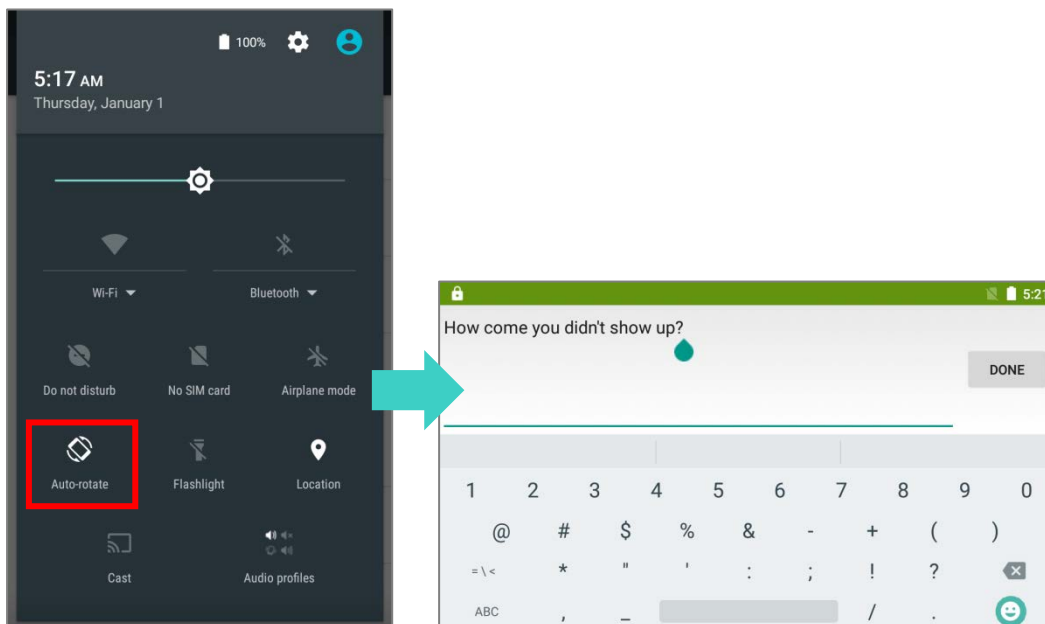 100%
5:17 AM
Thursday, January 1
Wi-Fi
Bluetooth
Do not disturb
No SIM card
Airplane mode
Auto-rotate
Flashlight
Location
Cast
Audio profiles
5:21
How come you didn't show up?
DONE
1 2 3 4 5 6 7 8 9 0
@ # $ % & - + ( )
= \ < * " ' : ; ! ?
ABC , _ / .